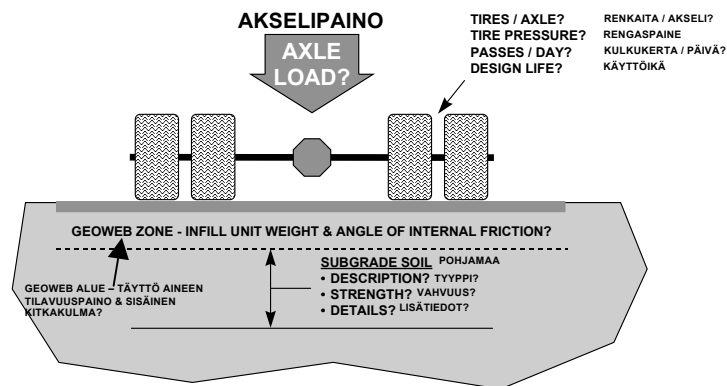 AKSELIPAINO
AXLE
LOAD?
TIRES / AXLE? RENKAITA / AKSELI?
TIRE PRESSURE? RENGASPAINE
PASSES / DAY? KULKUKERTA / PÄIVÄ?
DESIGN LIFE? KÄYTTÖIKÄ
GEOWEB ZONE - INFILL UNIT WEIGHT & ANGLE OF INTERNAL FRICTION?
GEOWEB ALUE – TÄYTTÖ AINEEN
TILAVUUSPAINO & SISÄINEN
KITKAKULMA?
SUBGRADE SOIL POHJAMAA
• DESCRIPTION? TYYPPI?
• STRENGTH? VAHVUUS?
• DETAILS? LISÄTIEDOT?